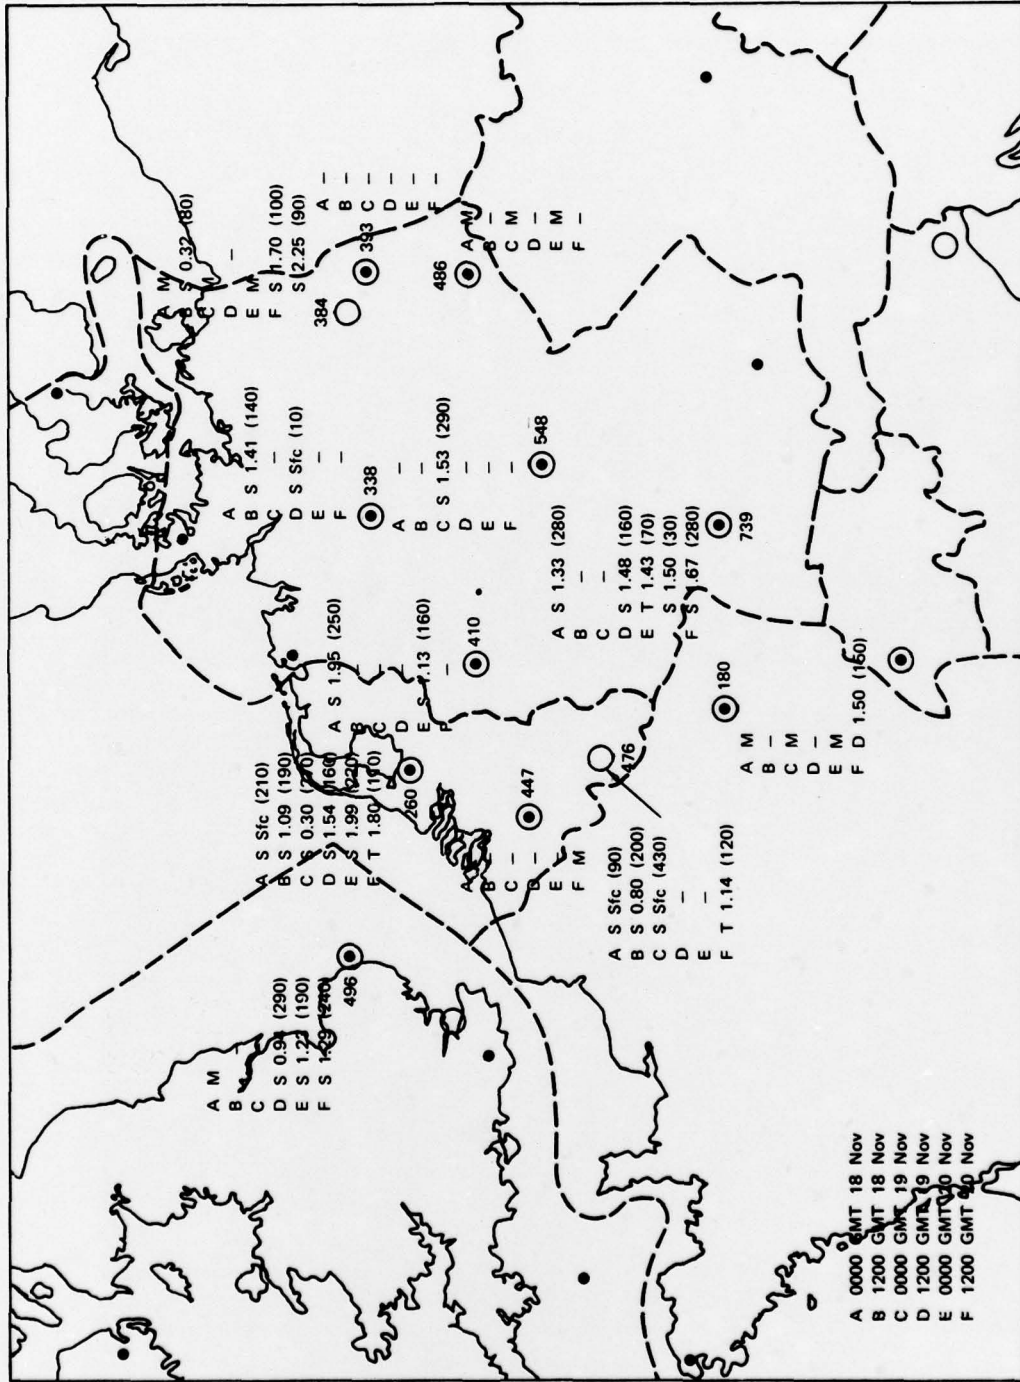 A M
B
C
D S 0.94 (290)
E S 1.22 (190)
F S 1.29 (240)
496
A S Sfc (210)
B S 1.09 (190)
C S 0.30
D S 1.54 (160)
E S 1.99 (220)
F T 1.80
260
A S 1.95 (250)
B –
C –
D –
E S 1.13 (160)
F –
410
A –
B S 1.41 (140)
C –
D S Sfc (10)
E –
F –
338
A M
B S 0.32 (80)
C M
D –
E M
F S 1.70 (100)
S 2.25 (90)
384
A –
B –
C –
D –
E –
F –
393
486
A M
B –
C M
D –
E M
F –
A –
B –
C S 1.53 (290)
D –
E –
F –
548
447
A –
B –
C –
D –
E –
F M
A S 1.33 (280)
B –
C –
D S 1.48 (160)
E T 1.43 (70)
S 1.50 (30)
F S 1.67 (280)
739
476
A S Sfc (90)
B S 0.80 (200)
C S Sfc (430)
D –
E –
F T 1.14 (120)
180
A M
B –
C M
D –
E M
F D 1.50 (150)
A 0000 GMT 18 Nov
B 1200 GMT 18 Nov
C 0000 GMT 19 Nov
D 1200 GMT 19 Nov
E 0000 GMT 20 Nov
F 1200 GMT 20 Nov